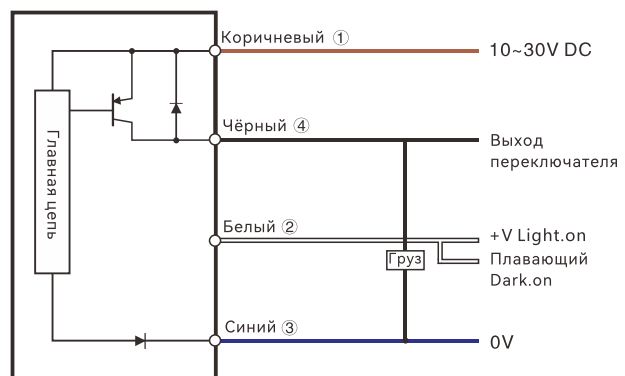 Коричневый ①
10~30V DC
Чёрный ④
Выход
переключателя
Главная цепь
Белый ②
+V Light.on
Груз
Плавающий
Dark.on
Синий ③
0V